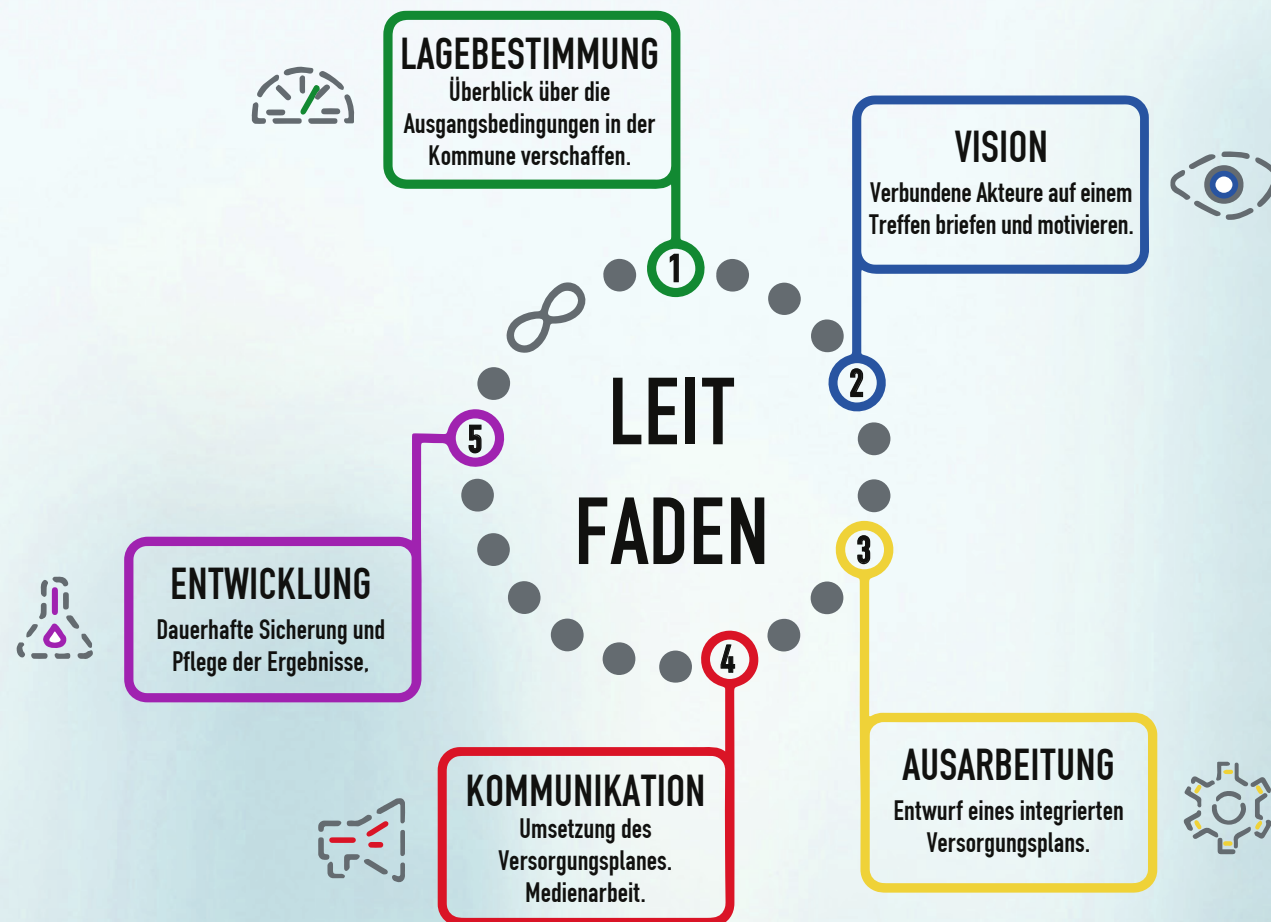 LAGEBESTIMMUNG
Überblick über die
Ausgangsbedingungen in der
Kommune verschaffen.
VISION
Verbundene Akteure auf einem
Treffen briefen und motivieren.
1
2
LEIT
FADEN
5
3
4
ENTWICKLUNG
Dauerhafte Sicherung und
Pflege der Ergebnisse,
AUSARBEITUNG
Entwurf eines integrierten
Versorgungsplans.
KOMMUNIKATION
Umsetzung des
Versorgungsplanes.
Medienarbeit.